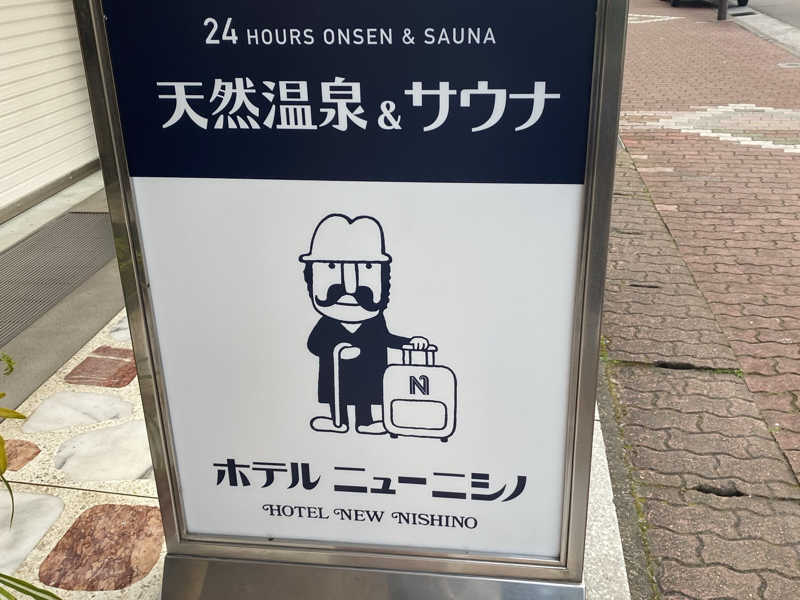 24 HOURS ONSEN & SAUNA
天然温泉&サウナ
N
ホテル ニューニシノ
HOTEL NEW NISHINO